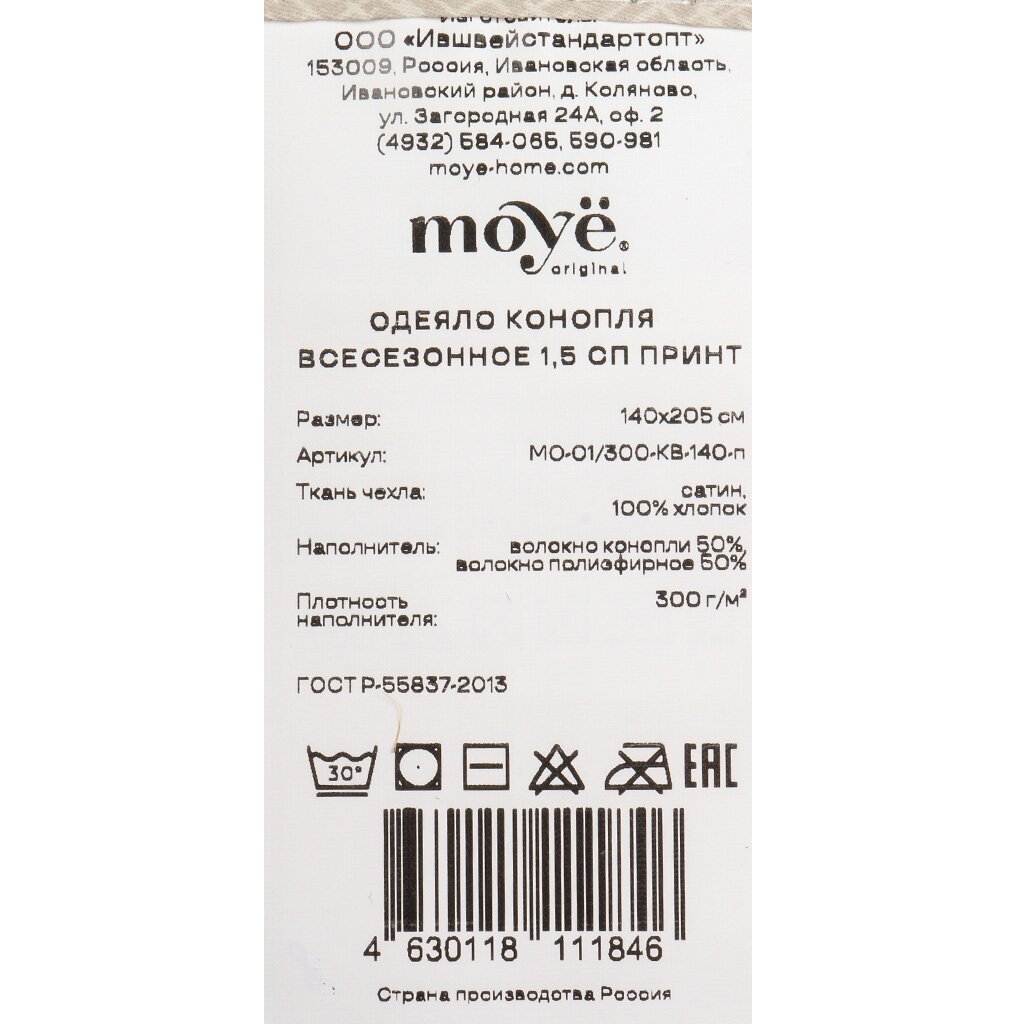 Изготовитель:
ООО «Ившвейстандартопт»
153009, Россия, Ивановская область,
Ивановский район, д. Коляново,
ул. Загородная 24А, оф. 2
(4932) 584-065, 590-981
moye-home.com
moyё®
original
ОДЕЯЛО КОНОПЛЯ
ВСЕСЕЗОННОЕ 1,5 СП ПРИНТ
Размер: 140х205 см
Артикул: МО-01/300-КВ-140-п
Ткань чехла: сатин,
100% хлопок
Наполнитель: волокно конопли 50%,
волокно полиэфирное 50%
Плотность 300 г/м²
наполнителя:
ГОСТ Р-55837-2013
30° EAC
4 630118 111846
Страна производства Россия